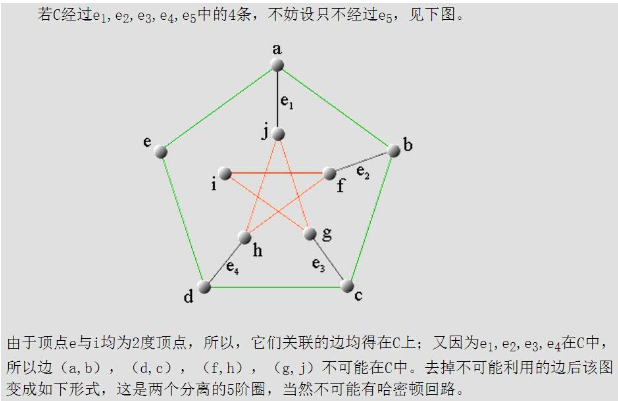 若C经过e1,e2,e3,e4,e5中的4条，不妨设只不经过e5，见下图。
a
e1
j
e
b
i
f
e2
h
g
e4
e3
d
c
由于顶点e与i均为2度顶点，所以，它们关联的边均得在C上；又因为e1,e2,e3,e4在C中，
所以边（a,b），（d,c），（f,h），（g,j）不可能在C中。去掉不可能利用的边后该图
变成如下形式，这是两个分离的5阶圈，当然不可能有哈密顿回路。